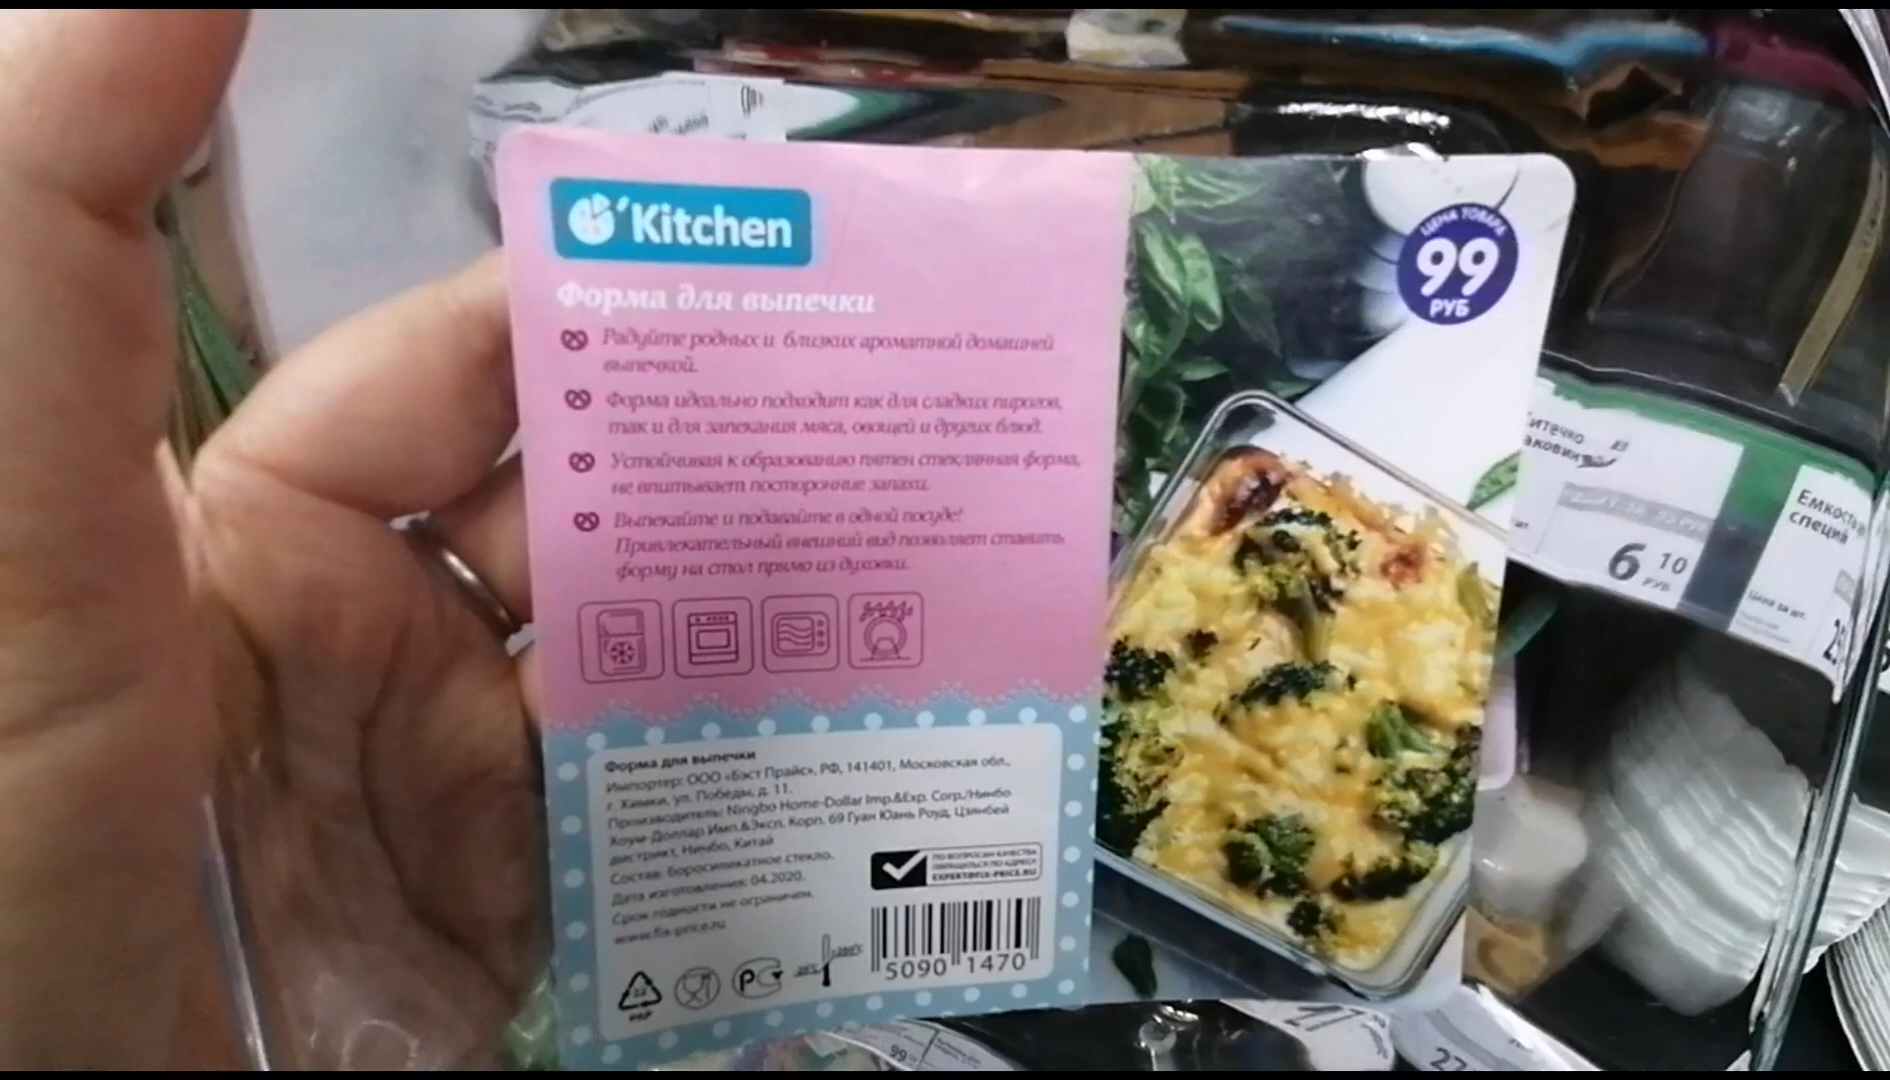 'Kitchen
Форма для выпечки
Радуйте родных и близких ароматной домашней
выпечкой.
Форма идеально подходит как для сладких пирогов,
так и для запекания мяса, овощей и других блюд.
Устойчивая к образованию пятен стеклянная форма,
не впитывает посторонние запахи.
Выпекайте и подавайте в одной посуде!
Привлекательный внешний вид позволяет ставить
форму на стол прямо из духовки.
Форма для выпечки
Импортер: ООО «Бэст Прайс», РФ, 141401, Московская обл.,
г. Химки, ул. Победы, д. 11.
Производитель: Ningbo Home-Dollar Imp.&Exp. Corp./Нинбо
Хоум-Доллар Имп.&Эксп. Корп. 69 Гуан Юань Роуд, Цзянбей
дистрикт, Нинбо, Китай
Состав: боросиликатное стекло.
Дата изготовления: 04.2020.
Срок годности не ограничен.
www.fix-price.ru
ПО ВОПРОСАМ КАЧЕСТВА
ОБРАЩАТЬСЯ ПО АДРЕСУ
EXPERT@FIX-PRICE.RU
5090 1470
PAP
ЦЕНА ТОВАРА
99
РУБ
6 10
РУБ
Емкость
специй
Цена за шт.
99
27